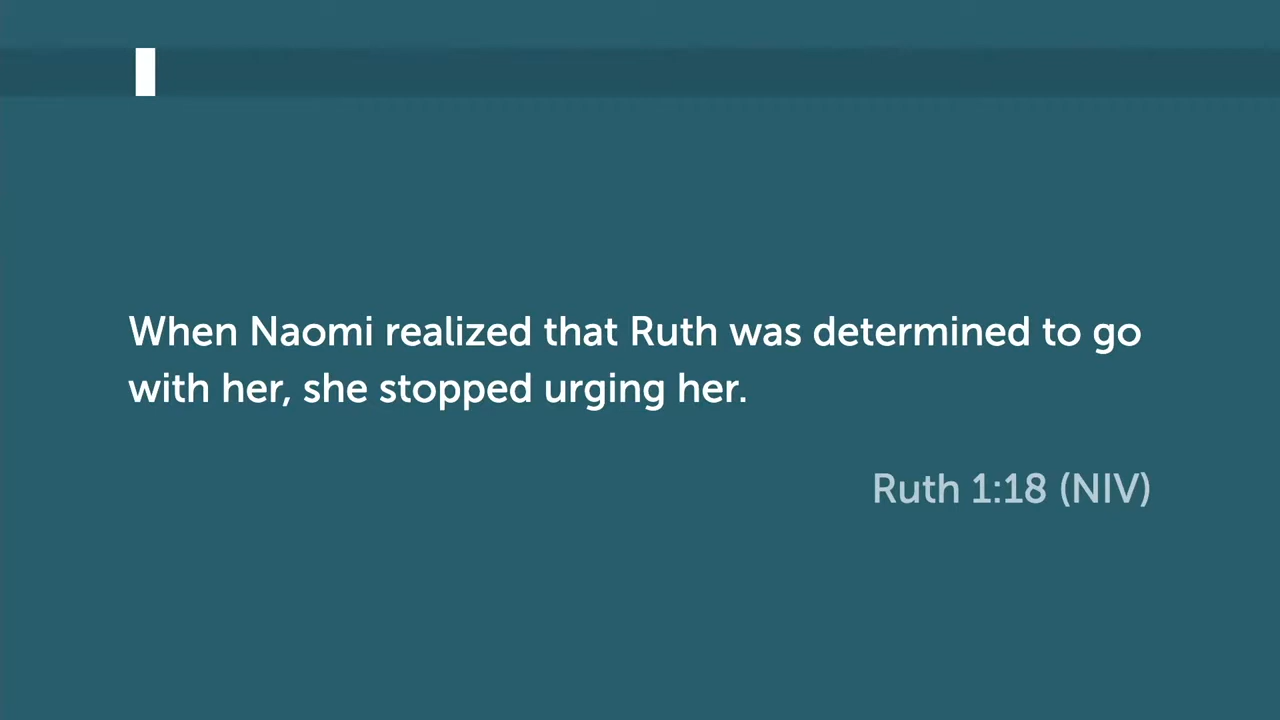 When Naomi realized that Ruth was determined to go
with her, she stopped urging her.
Ruth 1:18 (NIV)